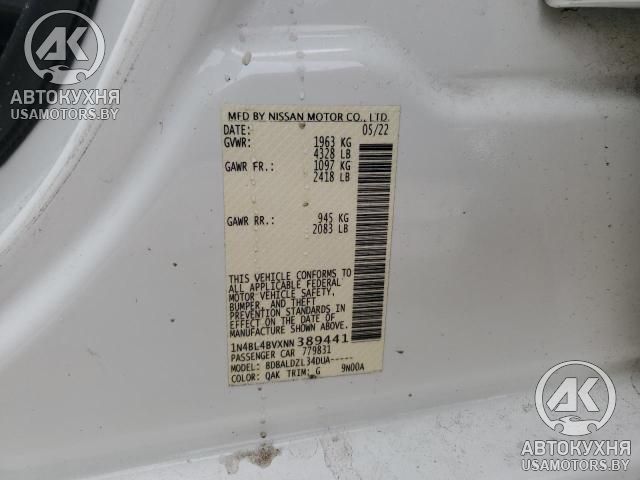 AK
АВТОКУХНЯ
USAMOTORS.BY
MFD BY NISSAN MOTOR CO., LTD.
DATE: 05/22
GVWR: 1963 KG
4328 LB
GAWR FR.: 1097 KG
2418 LB
GAWR RR.: 945 KG
2083 LB
THIS VEHICLE CONFORMS TO
ALL APPLICABLE FEDERAL
MOTOR VEHICLE SAFETY,
BUMPER, AND THEFT
PREVENTION STANDARDS IN
EFFECT ON THE DATE OF
MANUFACTURE SHOWN ABOVE.
1N4BL4BVXNN389441
PASSENGER CAR 779831
MODEL: BDBALDZL34DUA-----
COLOR: QAK TRIM: G 9N00A
AK
АВТОКУХНЯ
USAMOTORS.BY